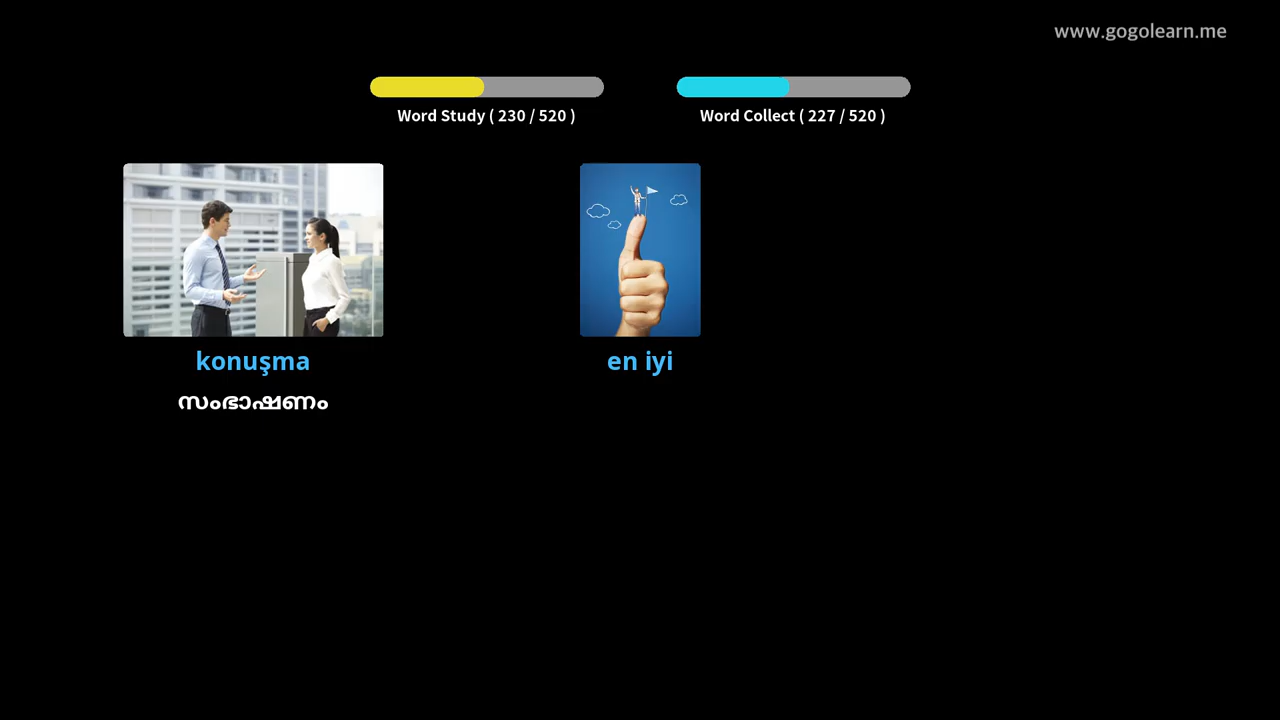 www.gogolearn.me
Word Study ( 230 / 520 )
Word Collect ( 227 / 520 )
konuşma
സംഭാഷണം
en iyi